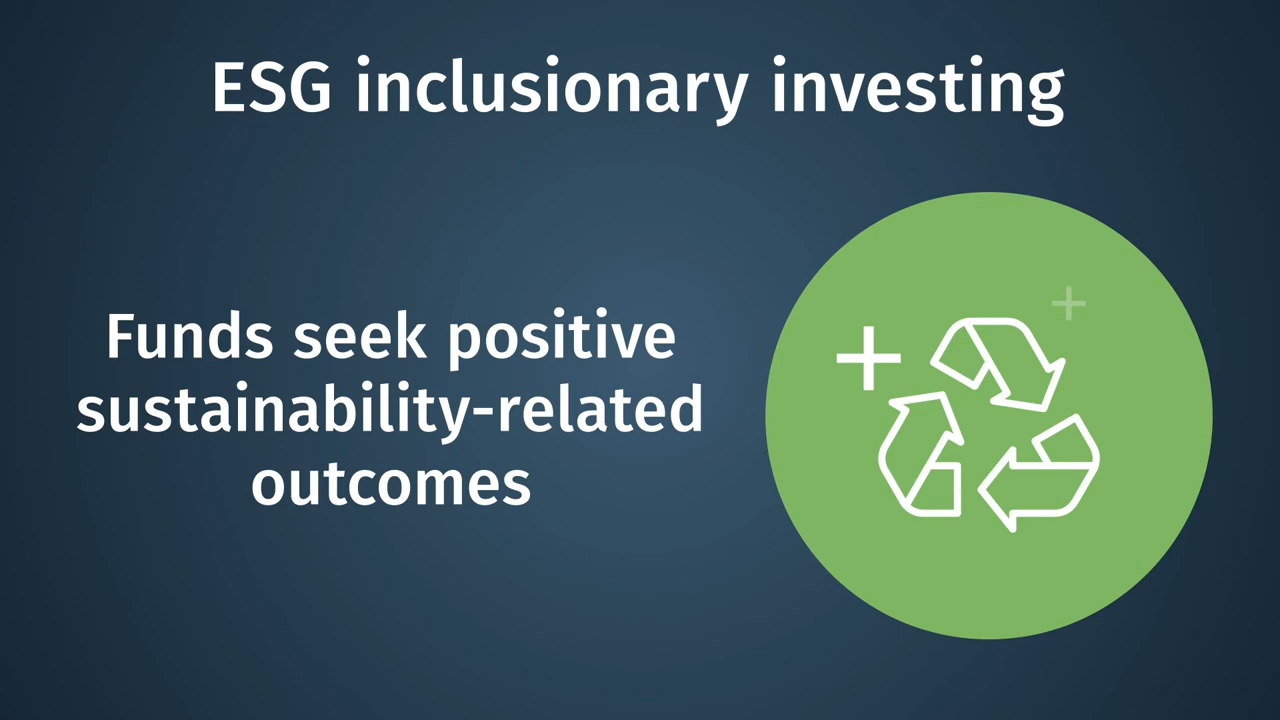 ESG inclusionary investing
Funds seek positive
sustainability-related
outcomes